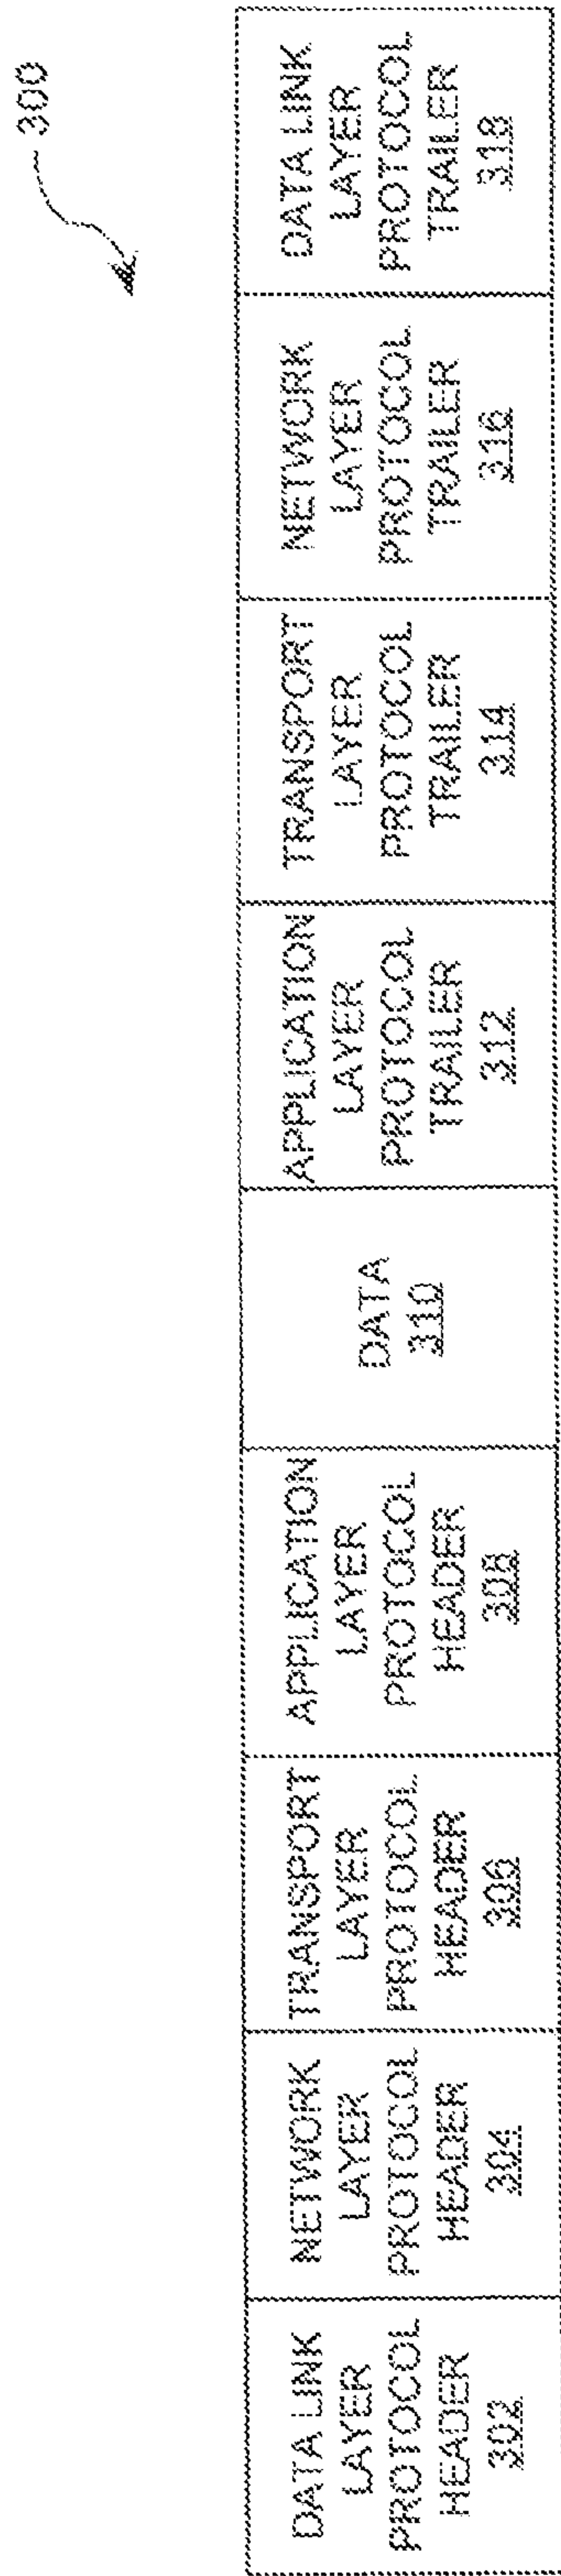 300
DATA LINK
LAYER
PROTOCOL
HEADER
302
NETWORK
LAYER
PROTOCOL
HEADER
304
TRANSPORT
LAYER
PROTOCOL
HEADER
306
APPLICATION
LAYER
PROTOCOL
HEADER
308
DATA
310
APPLICATION
LAYER
PROTOCOL
TRAILER
312
TRANSPORT
LAYER
PROTOCOL
TRAILER
314
NETWORK
LAYER
PROTOCOL
TRAILER
316
DATA LINK
LAYER
PROTOCOL
TRAILER
318